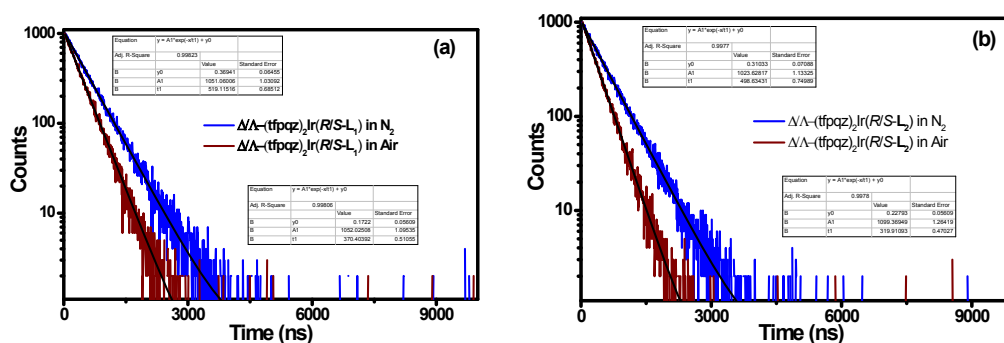 (a)
1000
100
10
Counts
Equation y = A1*exp(-x/t1) + y0
Adj. R-Square 0.99823
Value Standard Error
B y0 0.36941 0.06455
B A1 1051.06006 1.03092
B t1 519.11516 0.68512
Δ/Λ–(tfpqz)₂Ir(R/S-L₁) in N₂
Δ/Λ–(tfpqz)₂Ir(R/S-L₁) in Air
Equation y = A1*exp(-x/t1) + y0
Adj. R-Square 0.99806
Value Standard Error
B y0 0.1722 0.05609
B A1 1052.02508 1.09535
B t1 370.40392 0.51055
0 3000 6000 9000
Time (ns)
(b)
1000
100
10
Counts
Equation y = A1*exp(-x/t1) + y0
Adj. R-Square 0.9977
Value Standard Error
B y0 0.31033 0.07088
B A1 1023.62817 1.13325
B t1 498.63431 0.74989
Δ/Λ–(tfpqz)₂Ir(R/S-L₂) in N₂
Δ/Λ–(tfpqz)₂Ir(R/S-L₂) in Air
Equation y = A1*exp(-x/t1) + y0
Adj. R-Square 0.9978
Value Standard Error
B y0 0.22793 0.05609
B A1 1099.36949 1.26419
B t1 319.91093 0.47027
0 3000 6000 9000
Time (ns)